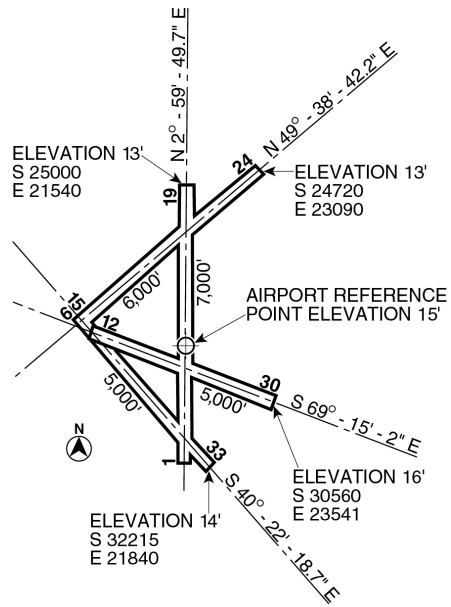 N 2° - 59' - 49.7" E
N 49° - 38' - 42.2" E
ELEVATION 13'
S 25000
E 21540
24
ELEVATION 13'
S 24720
E 23090
19
6,000'
7,000'
15
6
12
AIRPORT REFERENCE
POINT ELEVATION 15'
5,000'
5,000'
30
S 69° - 15' - 2" E
N
1
33
ELEVATION 16'
S 30560
E 23541
ELEVATION 14'
S 32215
E 21840
S 40° - 22' - 18.7" E